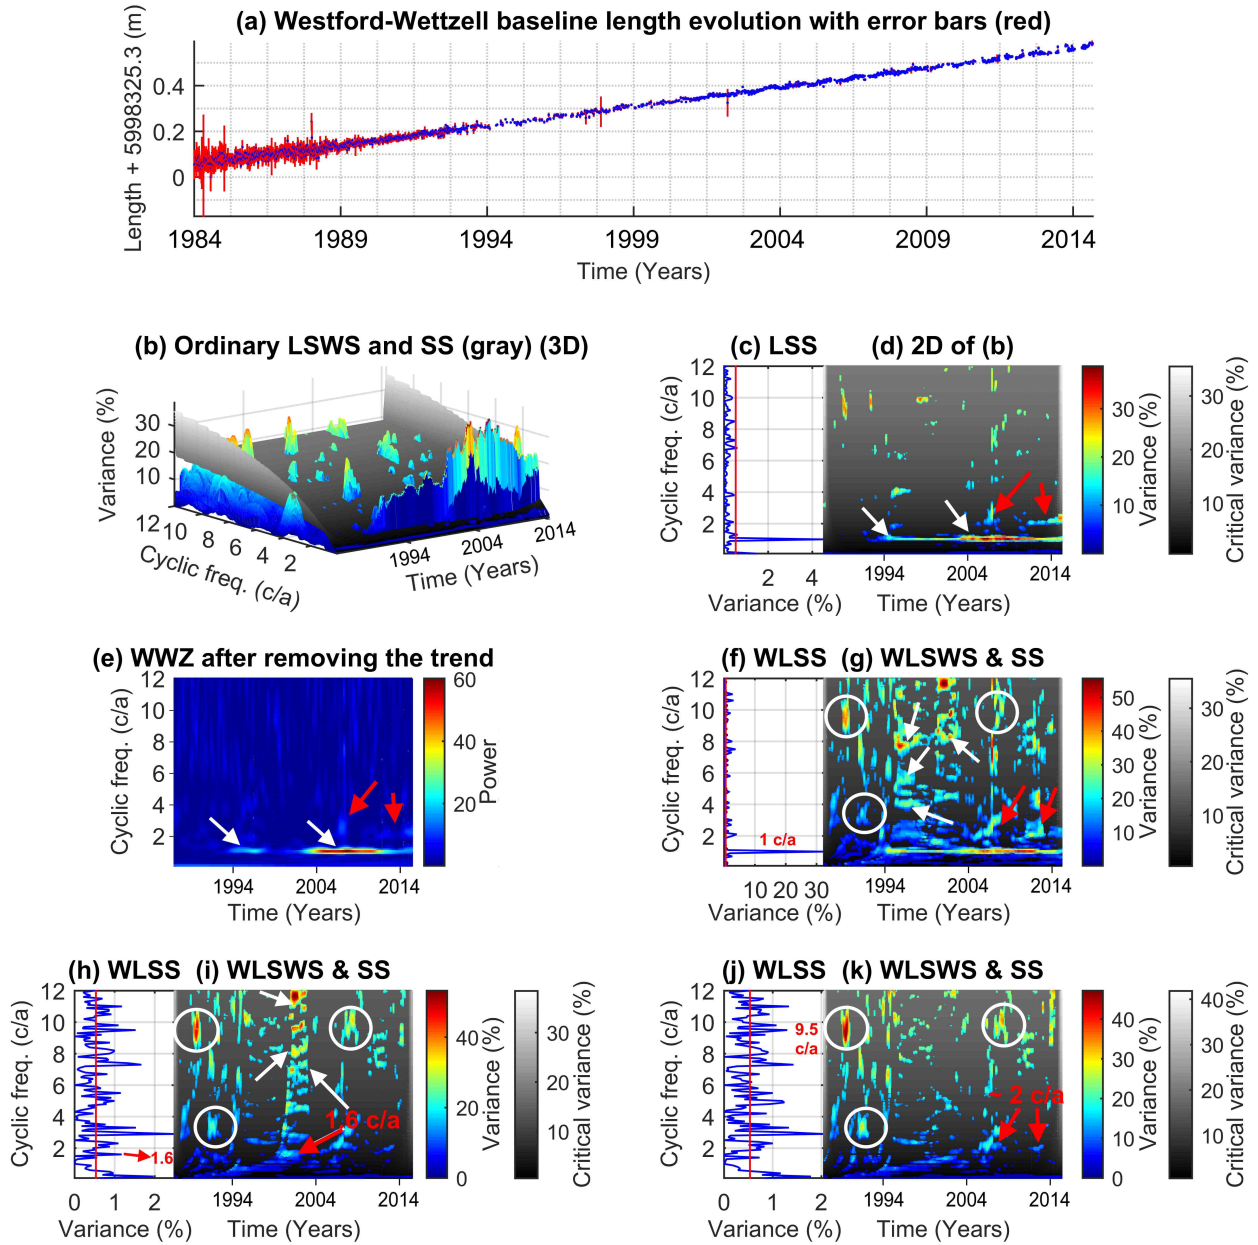 (a) Westford-Wettzell baseline length evolution with error bars (red)
Length + 5998325.3 (m)
0.4
0.2
0
1984 1989 1994 1999 2004 2009 2014
Time (Years)
(b) Ordinary LSWS and SS (gray) (3D)
Variance (%)
30
20
10
12 10 8 6 4 2
Cyclic freq. (c/a)
1994 2004 2014
Time (Years)
(c) LSS
Cyclic freq. (c/a)
12
10
8
6
4
2
2 4
Variance (%)
(d) 2D of (b)
1994 2004 2014
Time (Years)
30
20
10
0
Variance (%)
30
20
10
Critical variance (%)
(e) WWZ after removing the trend
Cyclic freq. (c/a)
12
10
8
6
4
2
1994 2004 2014
Time (Years)
60
40
20
Power
(f) WLSS
Cyclic freq. (c/a)
12
10
8
6
4
2
1 c/a
10 20 30
Variance (%)
(g) WLSWS & SS
1994 2004 2014
Time (Years)
50
40
30
20
10
Variance (%)
30
20
10
Critical variance (%)
(h) WLSS
Cyclic freq. (c/a)
12
10
8
6
4
2
1.6
0 1 2
Variance (%)
(i) WLSWS & SS
1.6 c/a
1994 2004 2014
Time (Years)
40
20
0
Variance (%)
30
20
10
Critical variance (%)
(j) WLSS
Cyclic freq. (c/a)
12
10
8
6
4
2
9.5
c/a
0 1 2
Variance (%)
(k) WLSWS & SS
~ 2 c/a
1994 2004 2014
Time (Years)
40
30
20
10
0
Variance (%)
40
30
20
10
Critical variance (%)